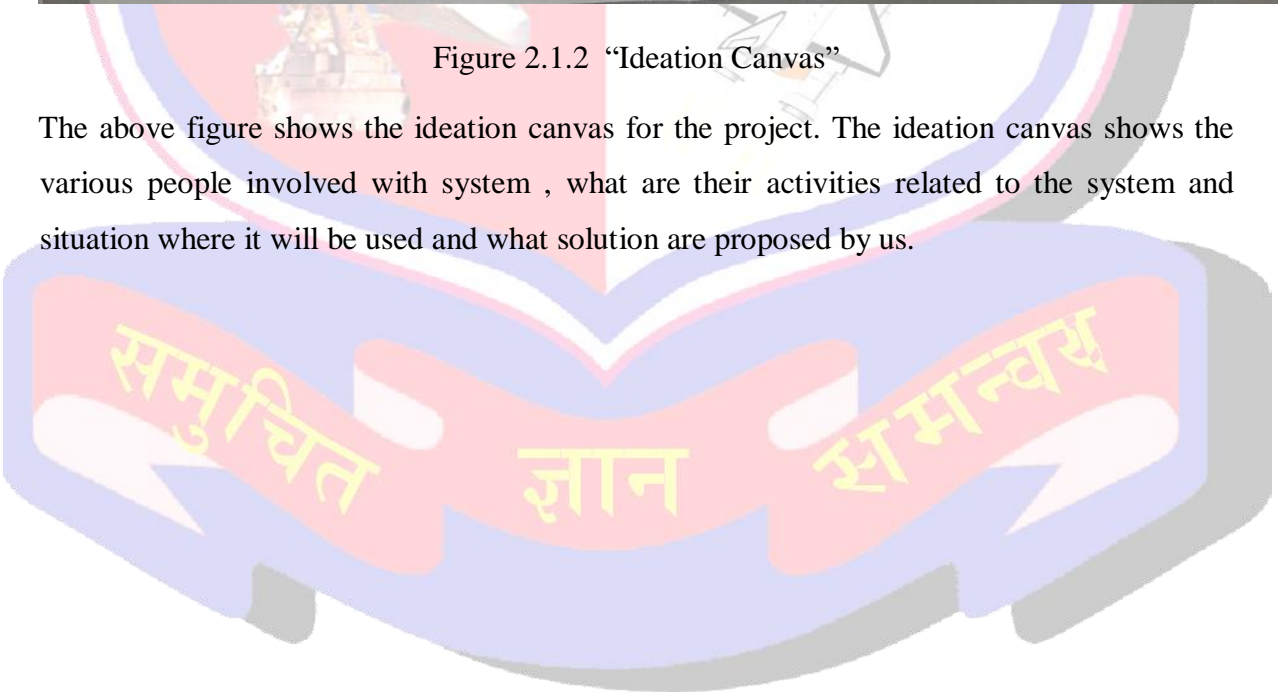 Figure 2.1.2 “Ideation Canvas”
The above figure shows the ideation canvas for the project. The ideation canvas shows the
various people involved with system , what are their activities related to the system and
situation where it will be used and what solution are proposed by us.
समुचित ज्ञान समन्वय